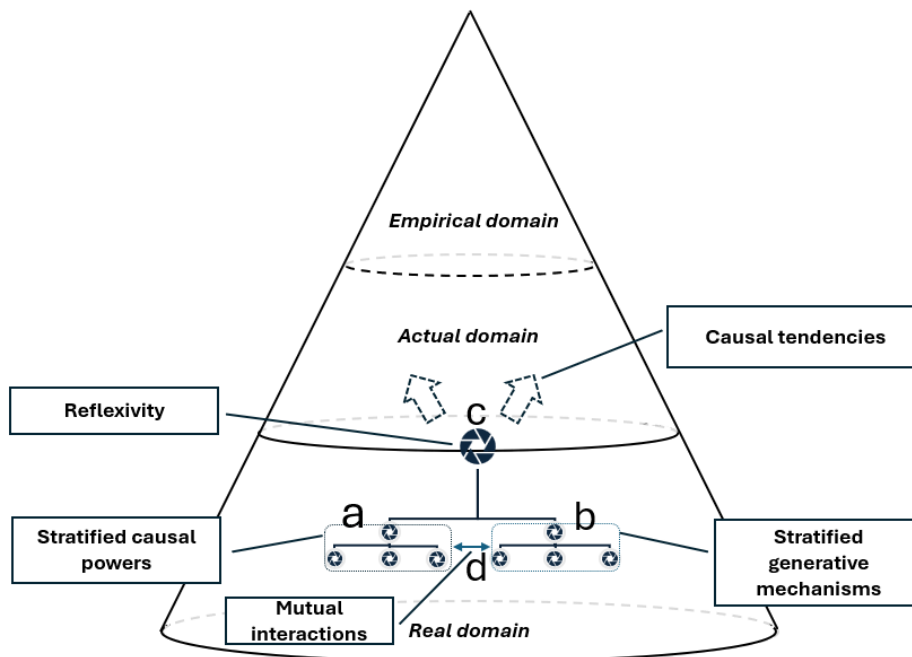 Empirical domain
Actual domain
Causal tendencies
Reflexivity
c
a
b
Stratified causal
powers
d
Stratified
generative
mechanisms
Mutual
interactions
Real domain